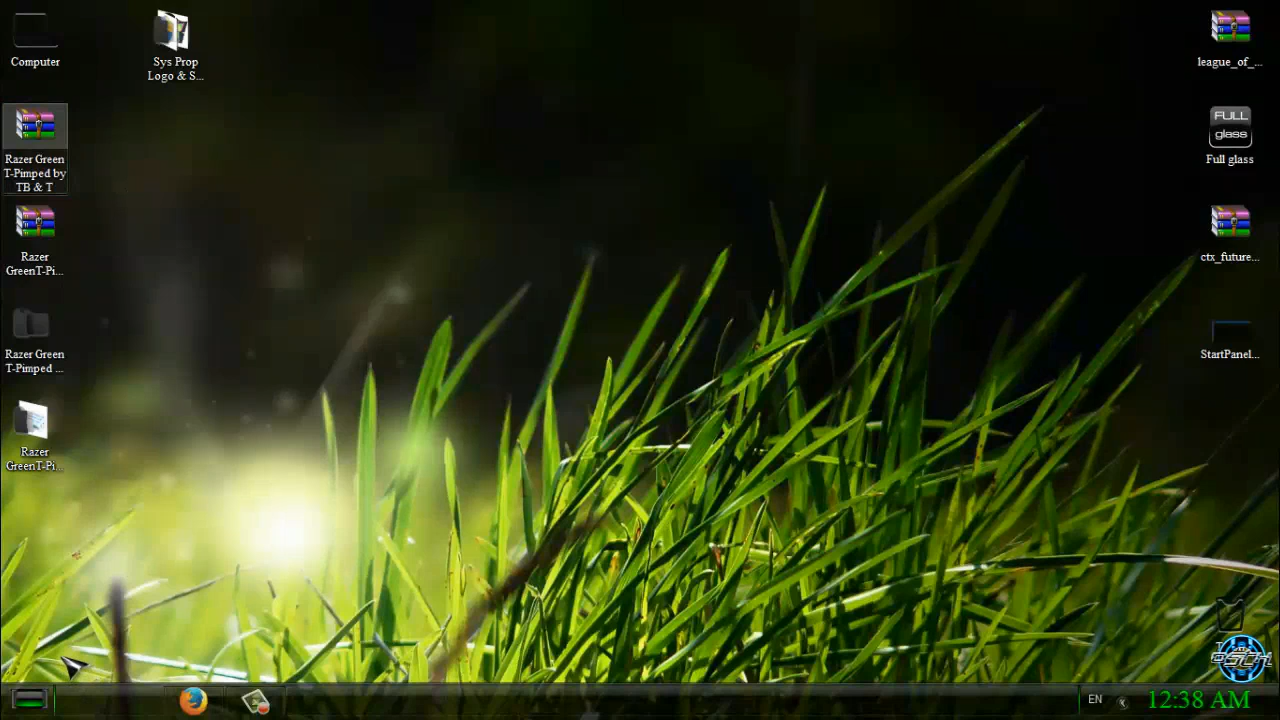 Computer
Sys Prop
Logo & S...
Razer Green
T-Pimped by
TB & T
Razer
GreenT-Pi...
Razer Green
T-Pimped ...
Razer
GreenT-Pi...
league_of_...
FULL
glass
Full glass
ctx_future...
StartPanel...
EN
12:38 AM